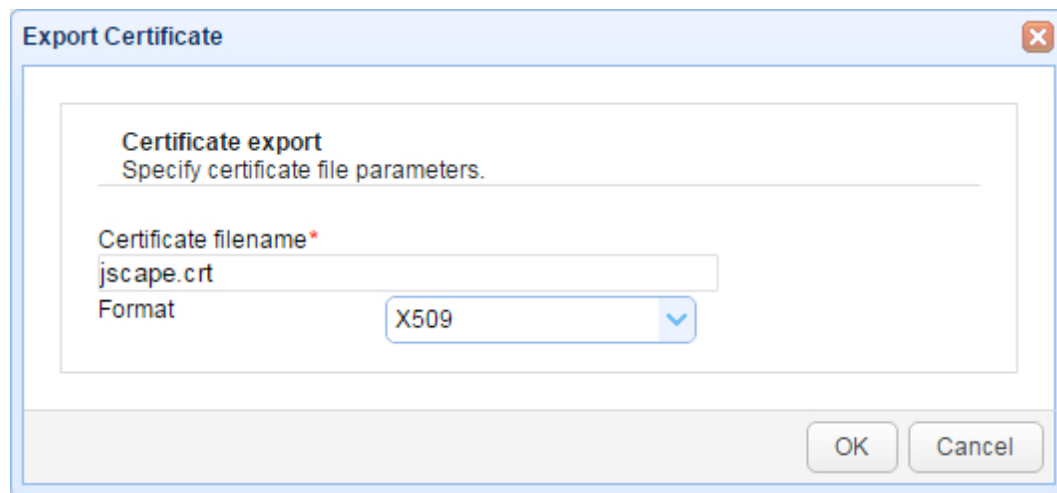 Export Certificate
Certificate export
Specify certificate file parameters.
Certificate filename*
jscape.crt
Format
X509
OK
Cancel